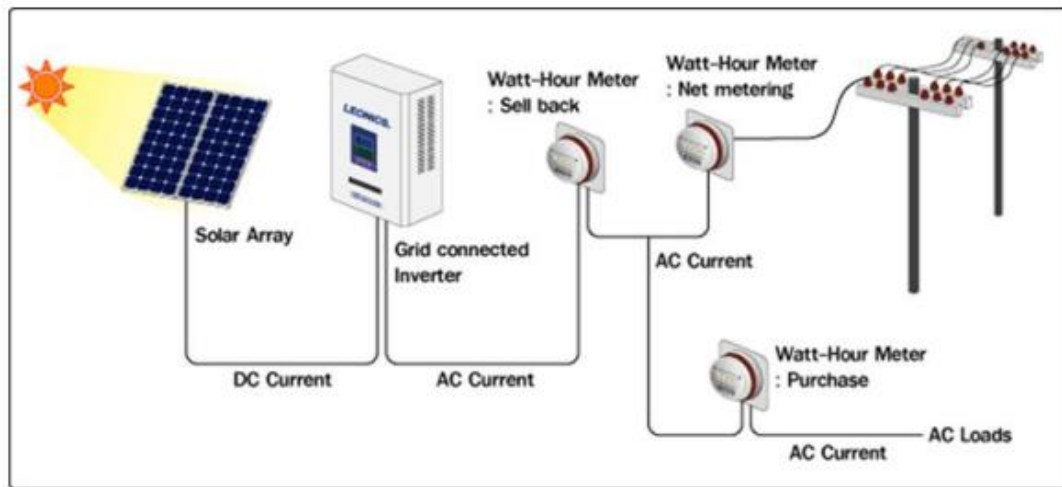 Watt-Hour Meter
: Sell back
Watt-Hour Meter
: Net metering
LEONICS.
Solar Array
Grid connected
Inverter
AC Current
DC Current
AC Current
Watt-Hour Meter
: Purchase
AC Loads
AC Current